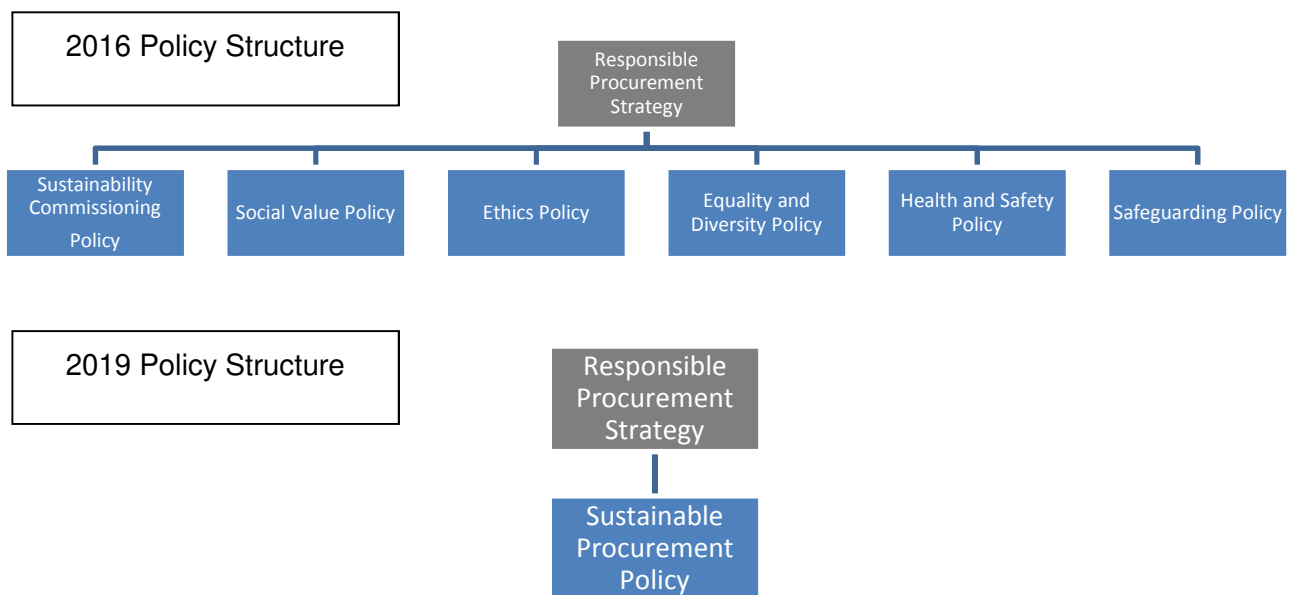 2016 Policy Structure
Responsible
Procurement
Strategy
Sustainability
Commissioning
Policy
Social Value Policy
Ethics Policy
Equality and
Diversity Policy
Health and Safety
Policy
Safeguarding Policy
2019 Policy Structure
Responsible
Procurement
Strategy
Sustainable
Procurement
Policy